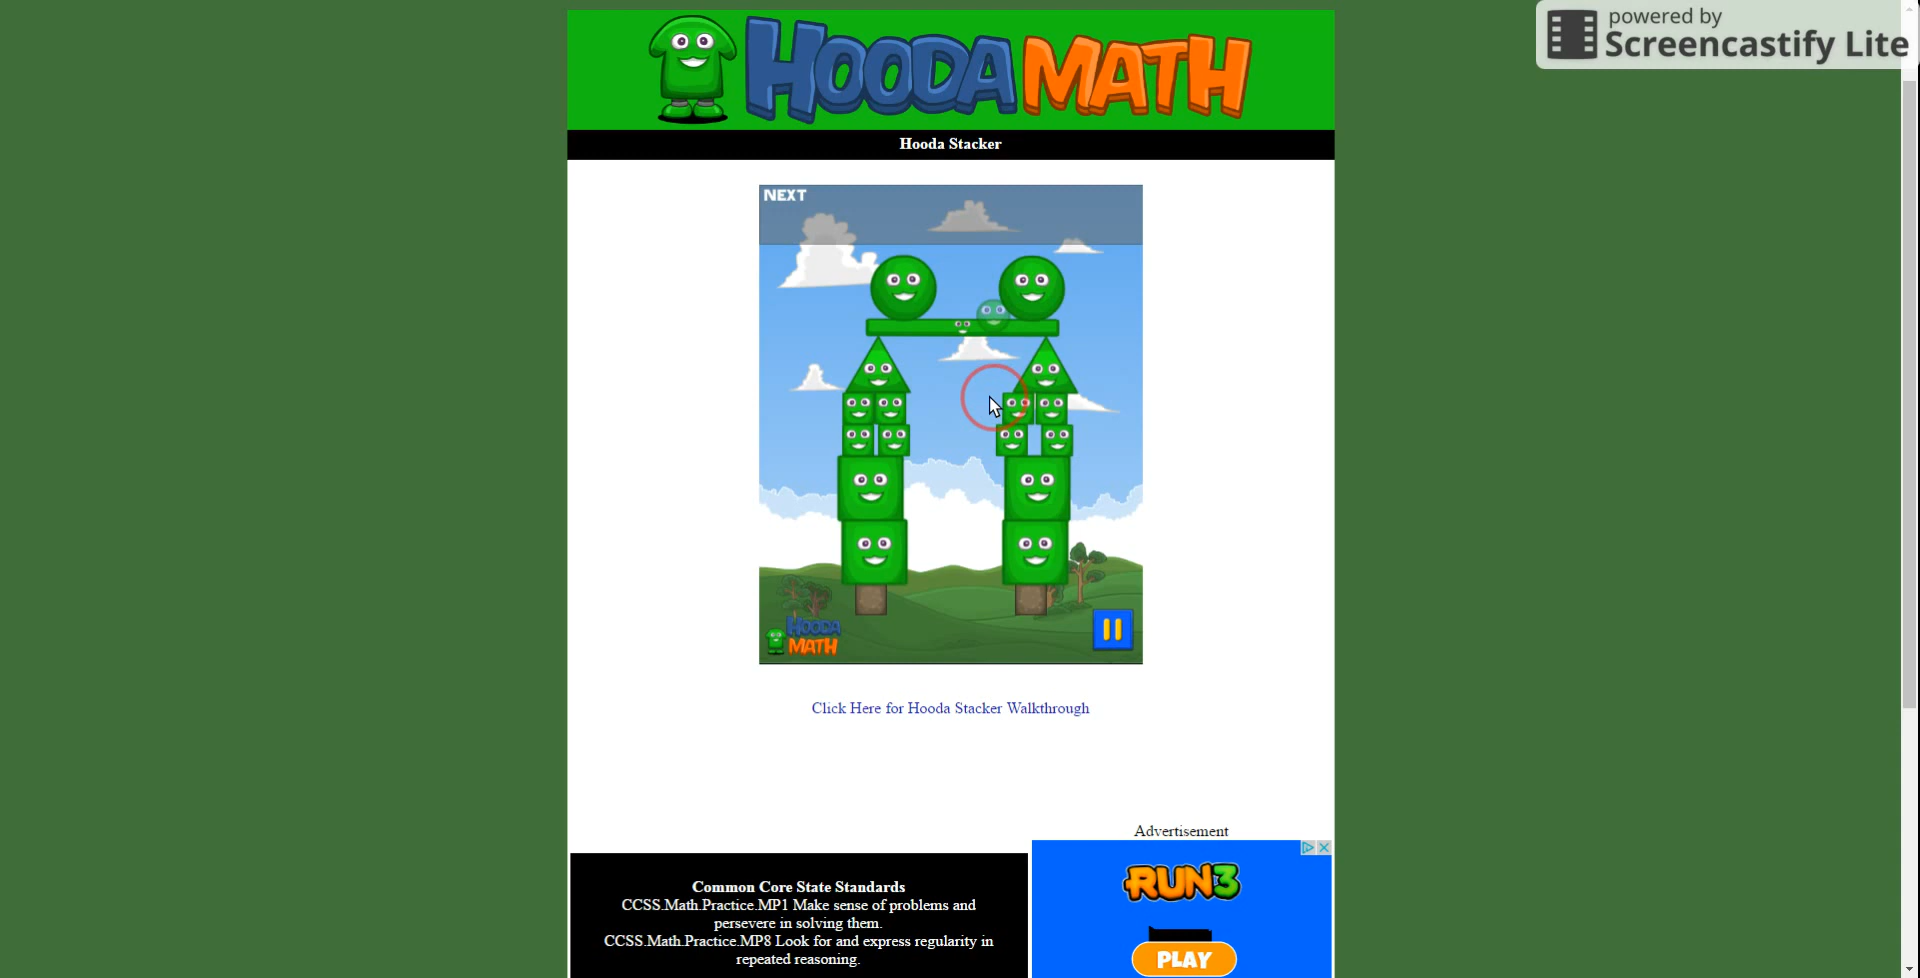 powered by
Screencastify Lite
HOODAMATH
Hooda Stacker
NEXT
HOODA
MATH
Click Here for Hooda Stacker Walkthrough
Advertisement
RUN3
PLAY
Common Core State Standards
CCSS.Math.Practice.MP1 Make sense of problems and
persevere in solving them.
CCSS.Math.Practice.MP8 Look for and express regularity in
repeated reasoning.